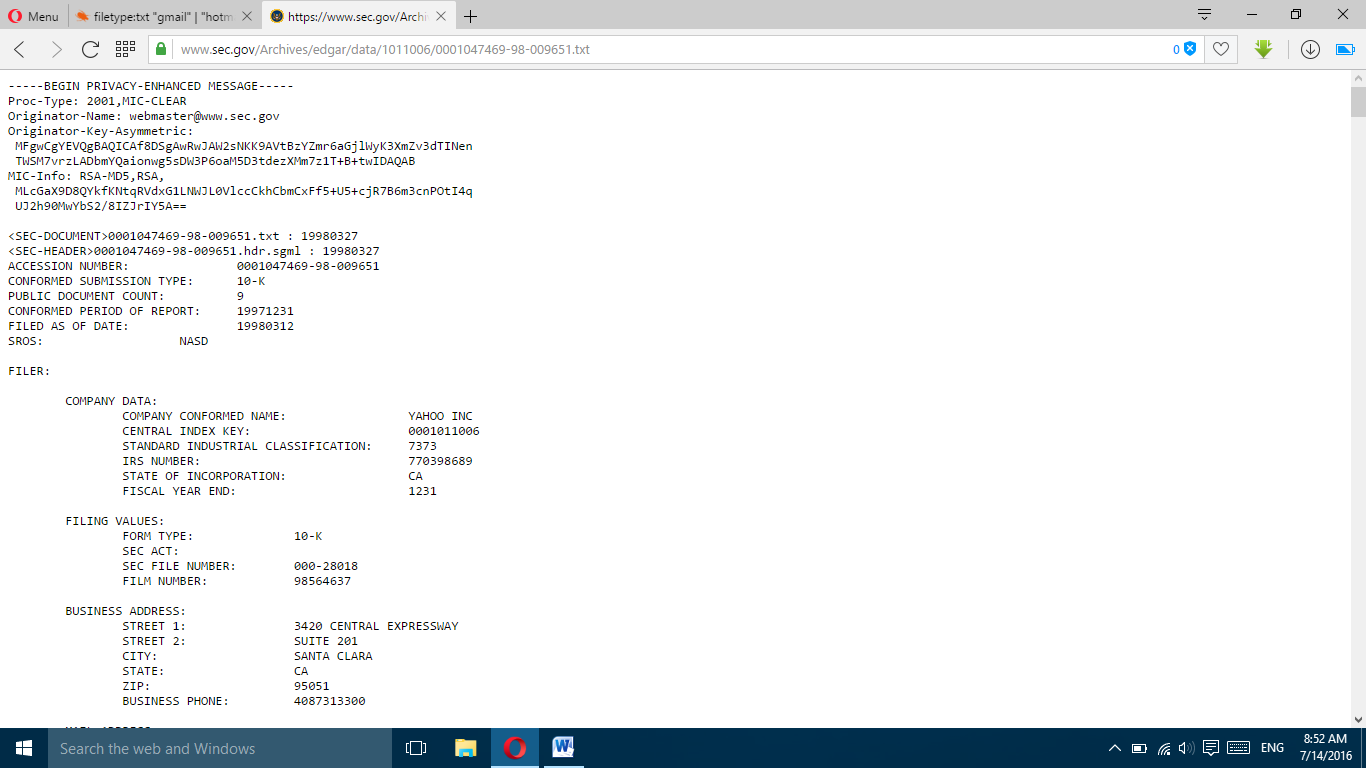 Menu
filetype:txt "gmail" | "hotm
https://www.sec.gov/Archi
www.sec.gov/Archives/edgar/data/1011006/0001047469-98-009651.txt
0
-----BEGIN PRIVACY-ENHANCED MESSAGE-----
Proc-Type: 2001,MIC-CLEAR
Originator-Name: webmaster@www.sec.gov
Originator-Key-Asymmetric:
MFgwCgYEVQgBAQICAf8DSgAwRwJAW2sNKK9AVtBzYZmr6aGjlWyK3XmZv3dTINen
TWSM7vrzLADbmYQaionwg5sDW3P6oaM5D3tdezXMm7z1T+B+twIDAQAB
MIC-Info: RSA-MD5,RSA,
MLcGaX9D8QYkfKNtqRVdxG1LNWJL0VlccCkhCbmCxFf5+U5+cjR7B6m3cnPOtI4q
UJ2h90MwYbS2/8IZJrIY5A==
<SEC-DOCUMENT>0001047469-98-009651.txt : 19980327
<SEC-HEADER>0001047469-98-009651.hdr.sgml : 19980327
ACCESSION NUMBER: 0001047469-98-009651
CONFORMED SUBMISSION TYPE: 10-K
PUBLIC DOCUMENT COUNT: 9
CONFORMED PERIOD OF REPORT: 19971231
FILED AS OF DATE: 19980312
SROS: NASD
FILER:
COMPANY DATA:
COMPANY CONFORMED NAME: YAHOO INC
CENTRAL INDEX KEY: 0001011006
STANDARD INDUSTRIAL CLASSIFICATION: 7373
IRS NUMBER: 770398689
STATE OF INCORPORATION: CA
FISCAL YEAR END: 1231
FILING VALUES:
FORM TYPE: 10-K
SEC ACT:
SEC FILE NUMBER: 000-28018
FILM NUMBER: 98564637
BUSINESS ADDRESS:
STREET 1: 3420 CENTRAL EXPRESSWAY
STREET 2: SUITE 201
CITY: SANTA CLARA
STATE: CA
ZIP: 95051
BUSINESS PHONE: 4087313300
Search the web and Windows
ENG
8:52 AM
7/14/2016